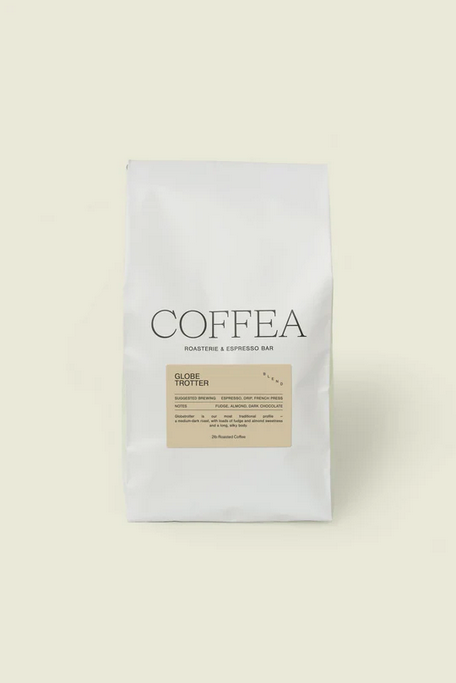 COFFEA
ROASTERIE & ESPRESSO BAR
GLOBE
TROTTER
BLEND
SUGGESTED BREWING. ESPRESSO, DRIP, FRENCH PRESS
NOTES FUDGE, ALMOND, DARK CHOCOLATE
Globetrotter is our most traditional profile –
a medium-dark roast, with loads of fudge and almond sweetness
and a long, silky body
2lb Roasted Coffee